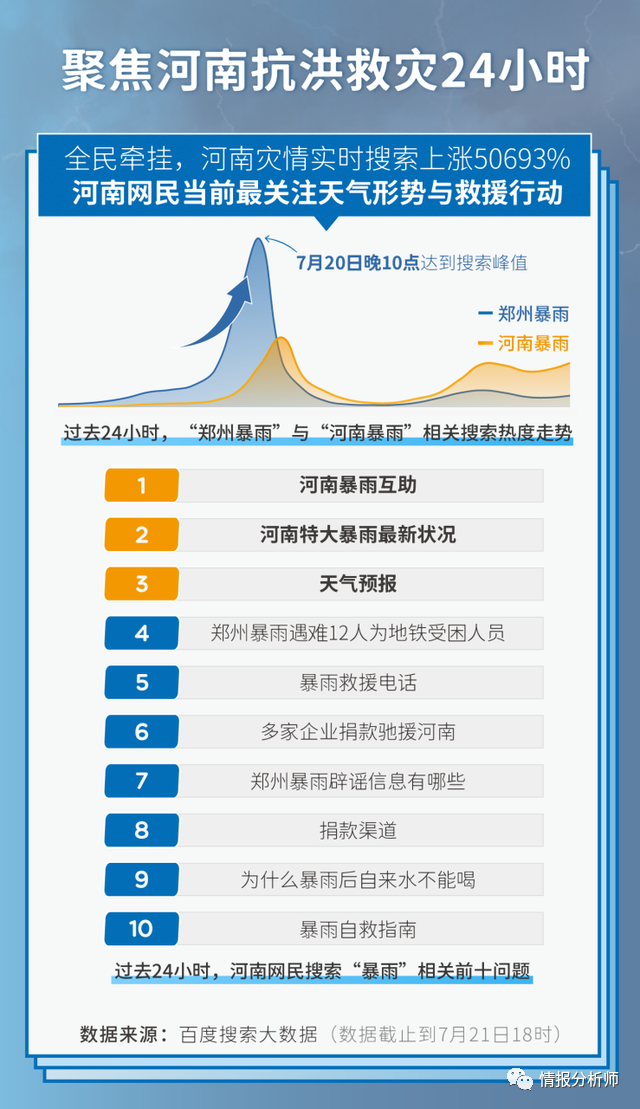 聚焦河南抗洪救灾24小时
全民牵挂，河南灾情实时搜索上涨50693%
河南网民当前最关注天气形势与救援行动
7月20日晚10点达到搜索峰值
郑州暴雨
河南暴雨
过去24小时，“郑州暴雨”与“河南暴雨”相关搜索热度走势
1 河南暴雨互助
2 河南特大暴雨最新状况
3 天气预报
4 郑州暴雨遇难12人为地铁受困人员
5 暴雨救援电话
6 多家企业捐款驰援河南
7 郑州暴雨辟谣信息有哪些
8 捐款渠道
9 为什么暴雨后自来水不能喝
10 暴雨自救指南
过去24小时，河南网民搜索“暴雨”相关前十问题
数据来源：百度搜索大数据（数据截止到7月21日18时）
情报分析师